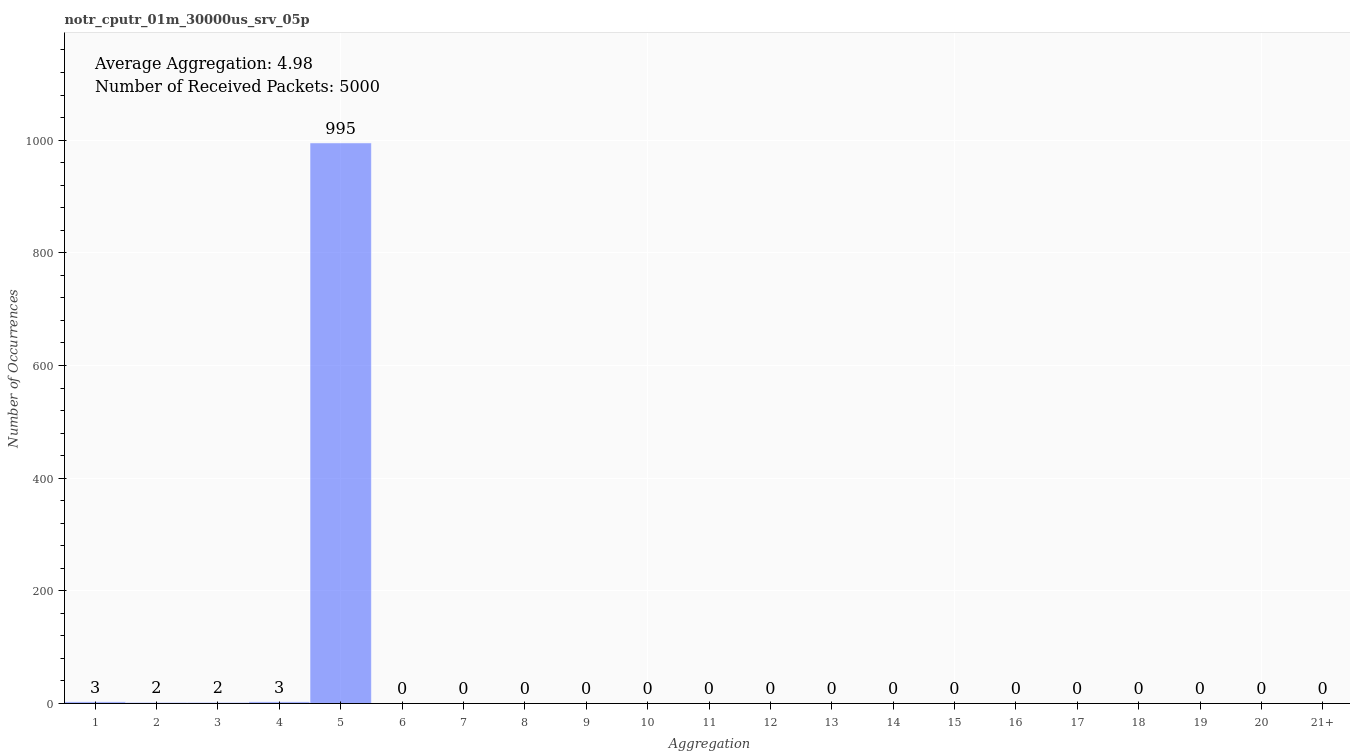 notr_cputr_01m_30000us_srv_05p
Average Aggregation: 4.98
Number of Received Packets: 5000
995
1000
800
600
400
200
0
Number of Occurrences
3 2 2 3 0 0 0 0 0 0 0 0 0 0 0 0 0 0 0 0
1 2 3 4 5 6 7 8 9 10 11 12 13 14 15 16 17 18 19 20 21+
Aggregation